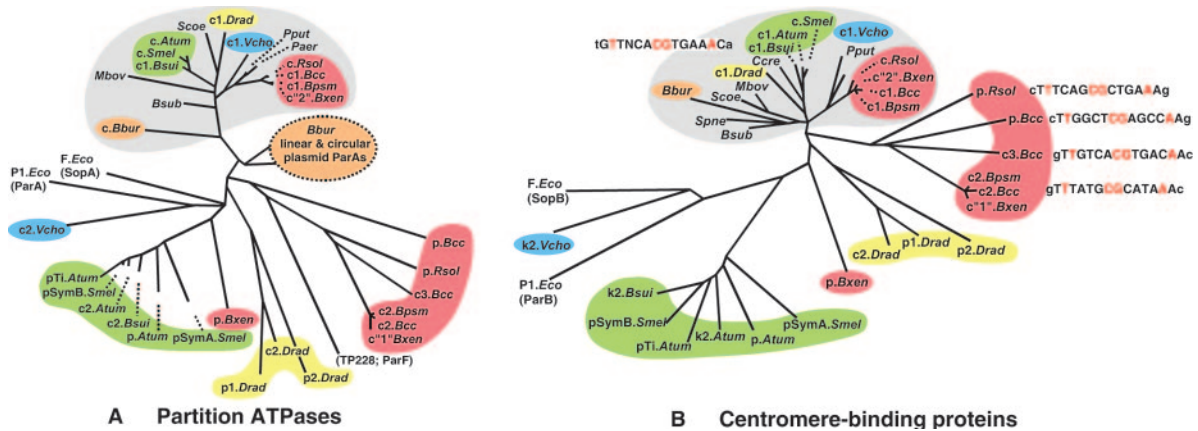 c1.Drad
Scoe
c.Atum
c.Smel
c1.Bsui
c1.Vcho
Pput
Paer
Mbov
c.Rsol
c1.Bcc
c1.Bpsm
c"2".Bxen
Bsub
c.Bbur
Bbur
linear & circular
plasmid ParAs
F.Eco
(SopA)
P1.Eco
(ParA)
c2.Vcho
p.Bcc
p.Rsol
c3.Bcc
c2.Bpsm
c2.Bcc
c"1"Bxen
pTi.Atum
pSymB.Smel
c2.Atum
c2.Bsui
p.Atum
pSymA.Smel
p.Bxen
c2.Drad
p1.Drad
p2.Drad
(TP228; ParF)
A Partition ATPases
tGTTNCACGTGAAACa
c.Smel
c1.Atum
c1.Bsui
c1.Vcho
Ccre
Pput
c1.Drad
Mbov
Bbur
Scoe
Spne
Bsub
c.Rsol
c"2".Bxen
c1.Bcc
c1.Bpsm
p.Rsol cTTTCAGCGCTGAAAg
p.Bcc cTTGGCTCGAGCCAAg
c3.Bcc gTTGTCACGTGACAAc
c2.Bpsm
c2.Bcc gTTTATGCGCATAAAc
c"1".Bxen
F.Eco
(SopB)
k2.Vcho
P1.Eco
(ParB)
c2.Drad
p1.Drad
p2.Drad
p.Bxen
k2.Bsui
pSymB.Smel
pTi.Atum
k2.Atum
p.Atum
pSymA.Smel
B Centromere-binding proteins